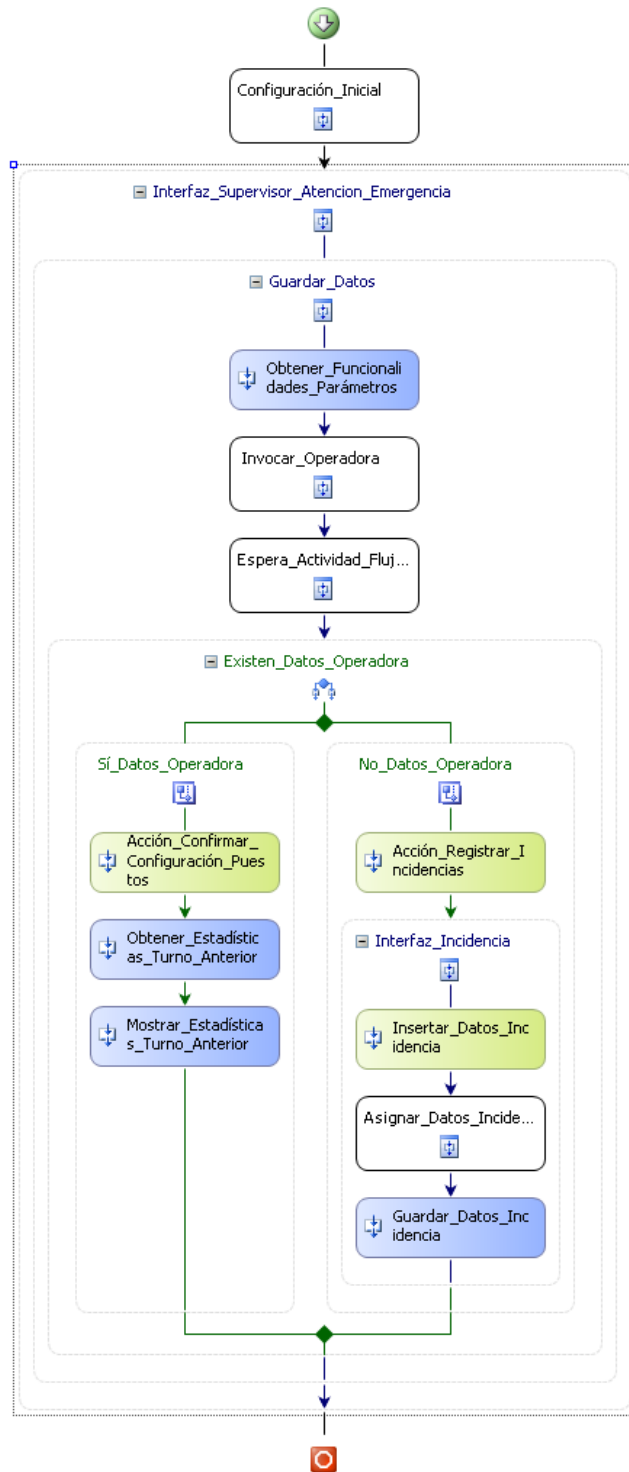 Configuración_Inicial
Interfaz_Supervisor_Atencion_Emergencia
Guardar_Datos
Obtener_Funcionali
dades_Parámetros
Invocar_Operadora
Espera_Actividad_Fluj...
Existen_Datos_Operadora
Sí_Datos_Operadora
Acción_Confirmar_
Configuración_Pues
tos
Obtener_Estadístic
as_Turno_Anterior
Mostrar_Estadística
s_Turno_Anterior
No_Datos_Operadora
Acción_Registrar_I
ncidencias
Interfaz_Incidencia
Insertar_Datos_Inc
idencia
Asignar_Datos_Incide...
Guardar_Datos_Inc
idencia